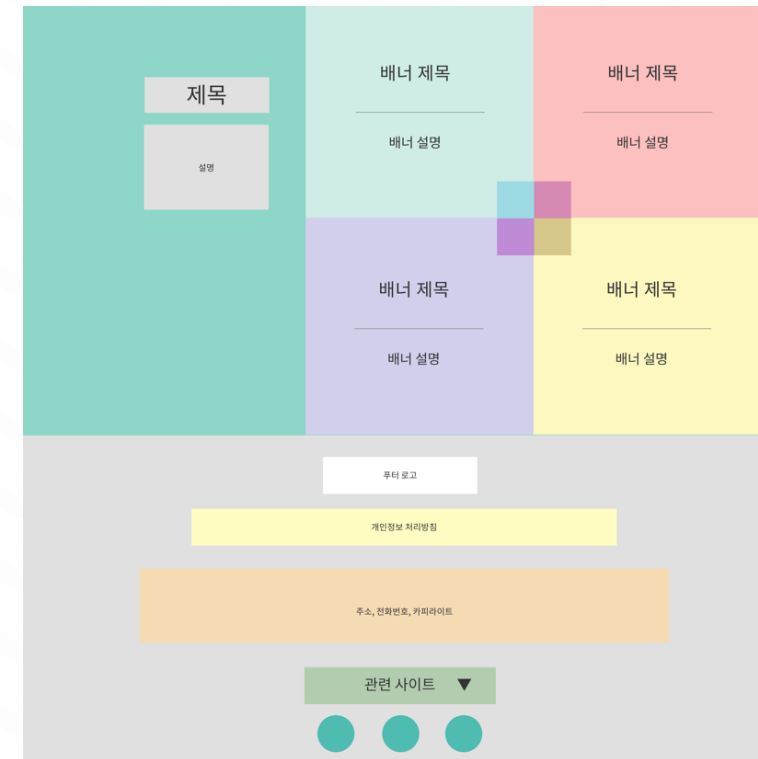 제목
설명
배너 제목
배너 설명
배너 제목
배너 설명
배너 제목
배너 설명
배너 제목
배너 설명
푸터 로고
개인정보 처리방침
주소, 전화번호, 카피라이트
관련 사이트 ▼